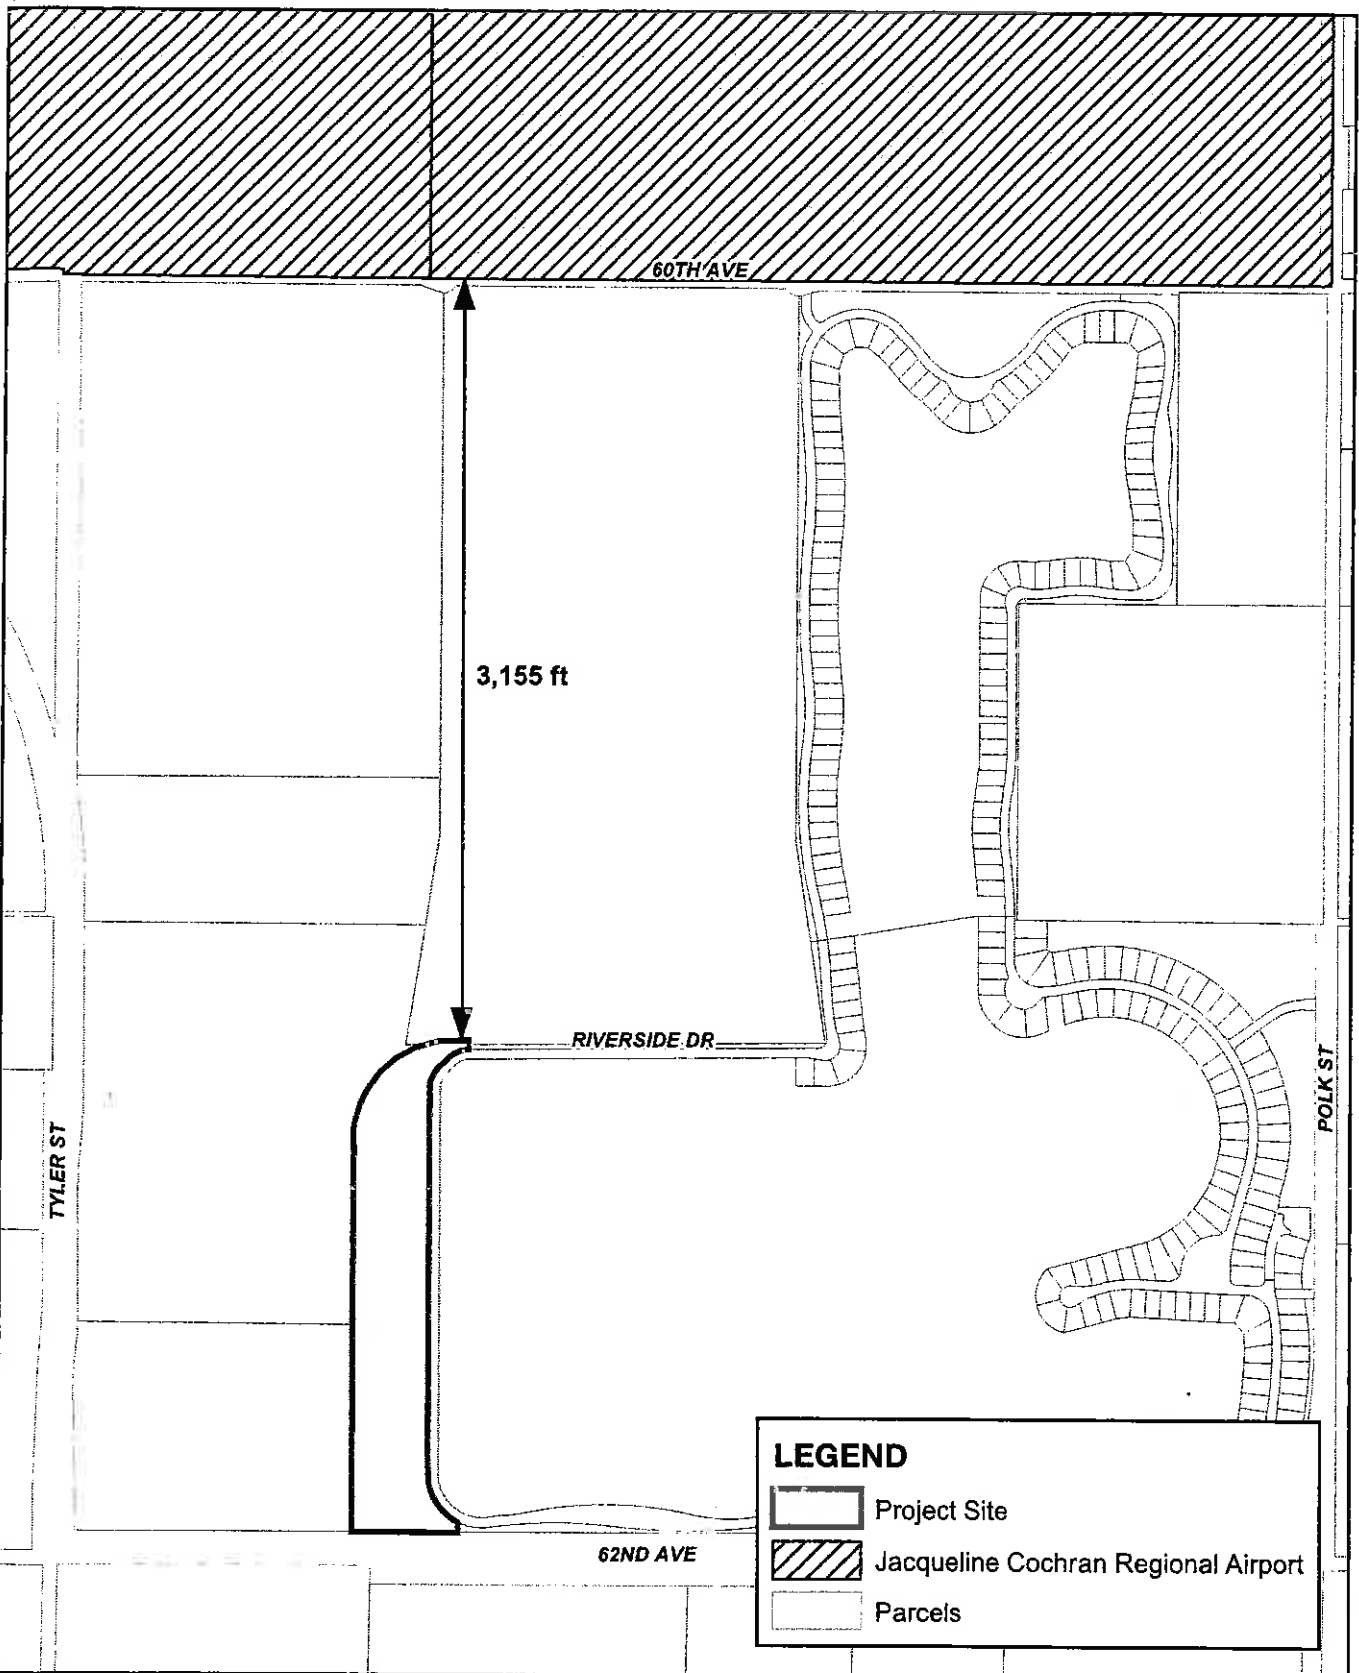 60TH AVE
3,155 ft
RIVERSIDE DR
TYLER ST
POLK ST
62ND AVE
LEGEND
Project Site
Jacqueline Cochran Regional Airport
Parcels